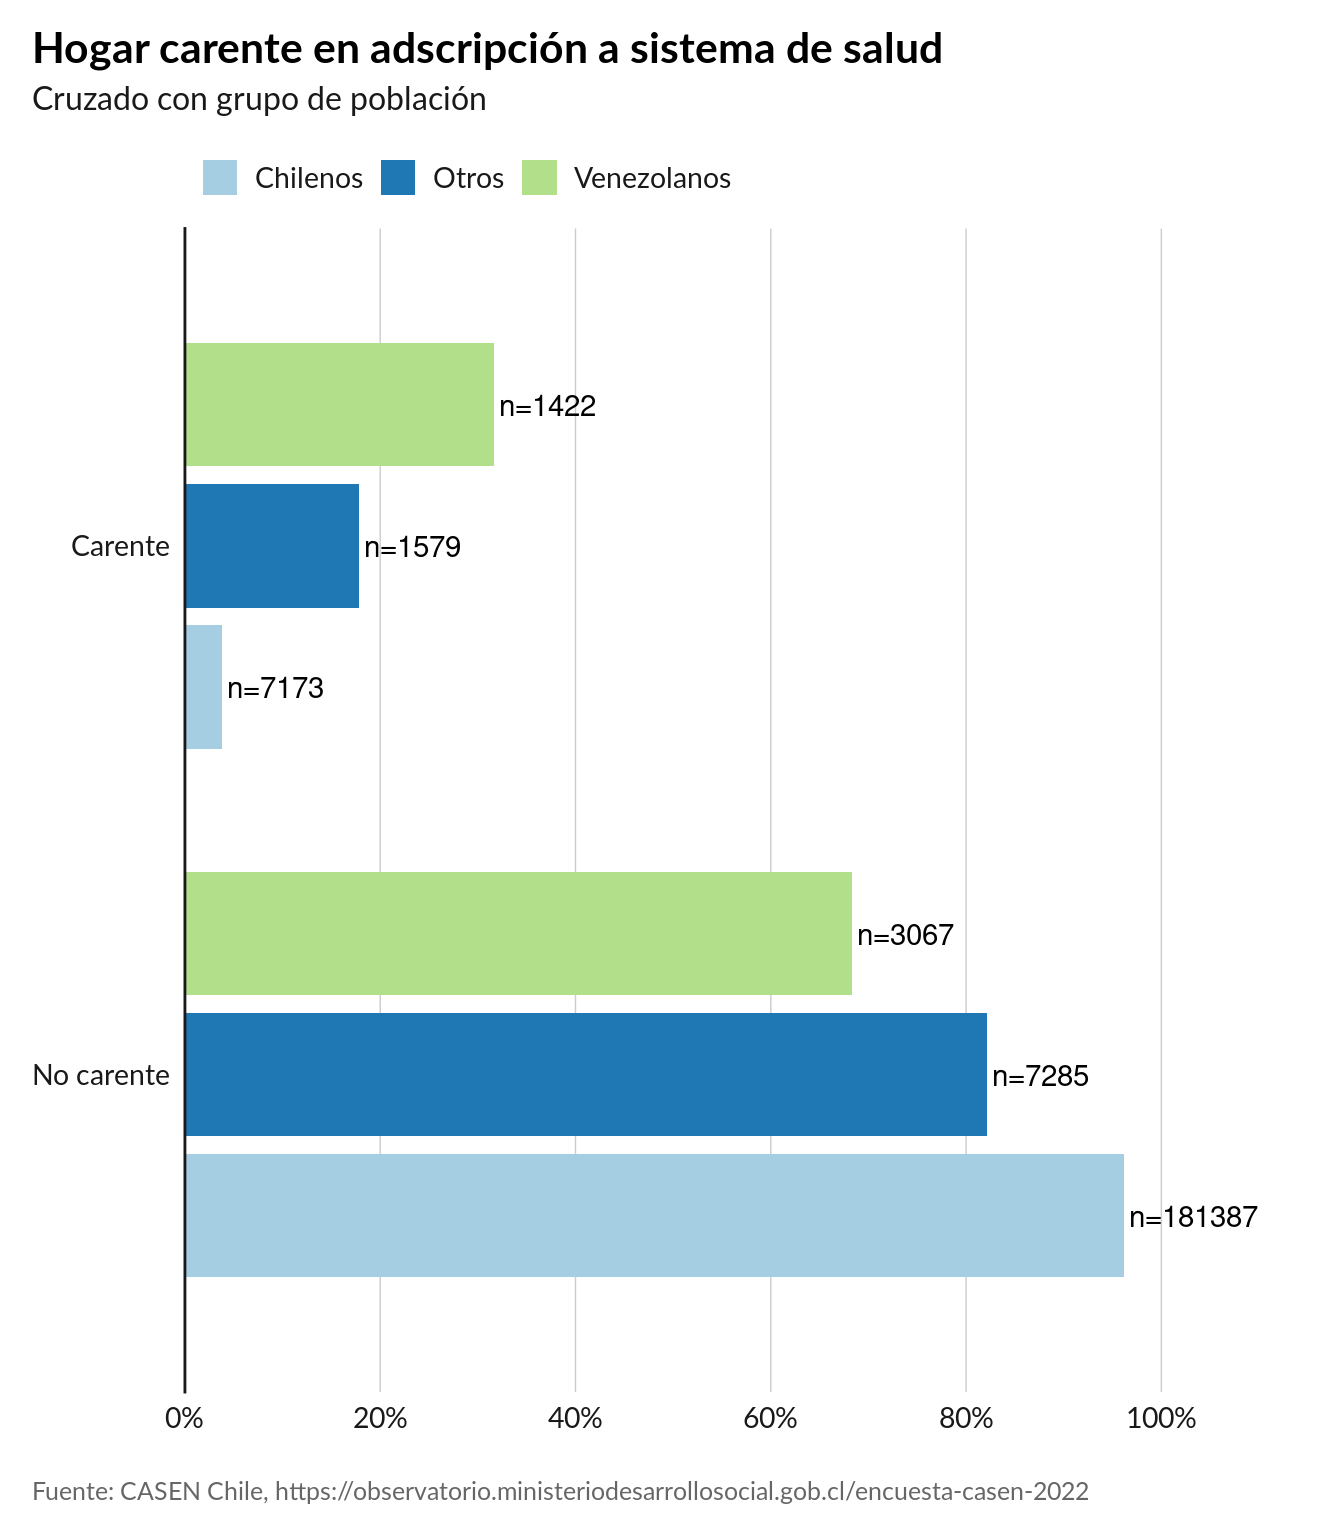 Hogar carente en adscripción a sistema de salud
Cruzado con grupo de población
Chilenos Otros Venezolanos
n=1422
Carente n=1579
n=7173
n=3067
No carente n=7285
n=181387
0% 20% 40% 60% 80% 100%
Fuente: CASEN Chile, https://observatorio.ministeriodesarrollosocial.gob.cl/encuesta-casen-2022